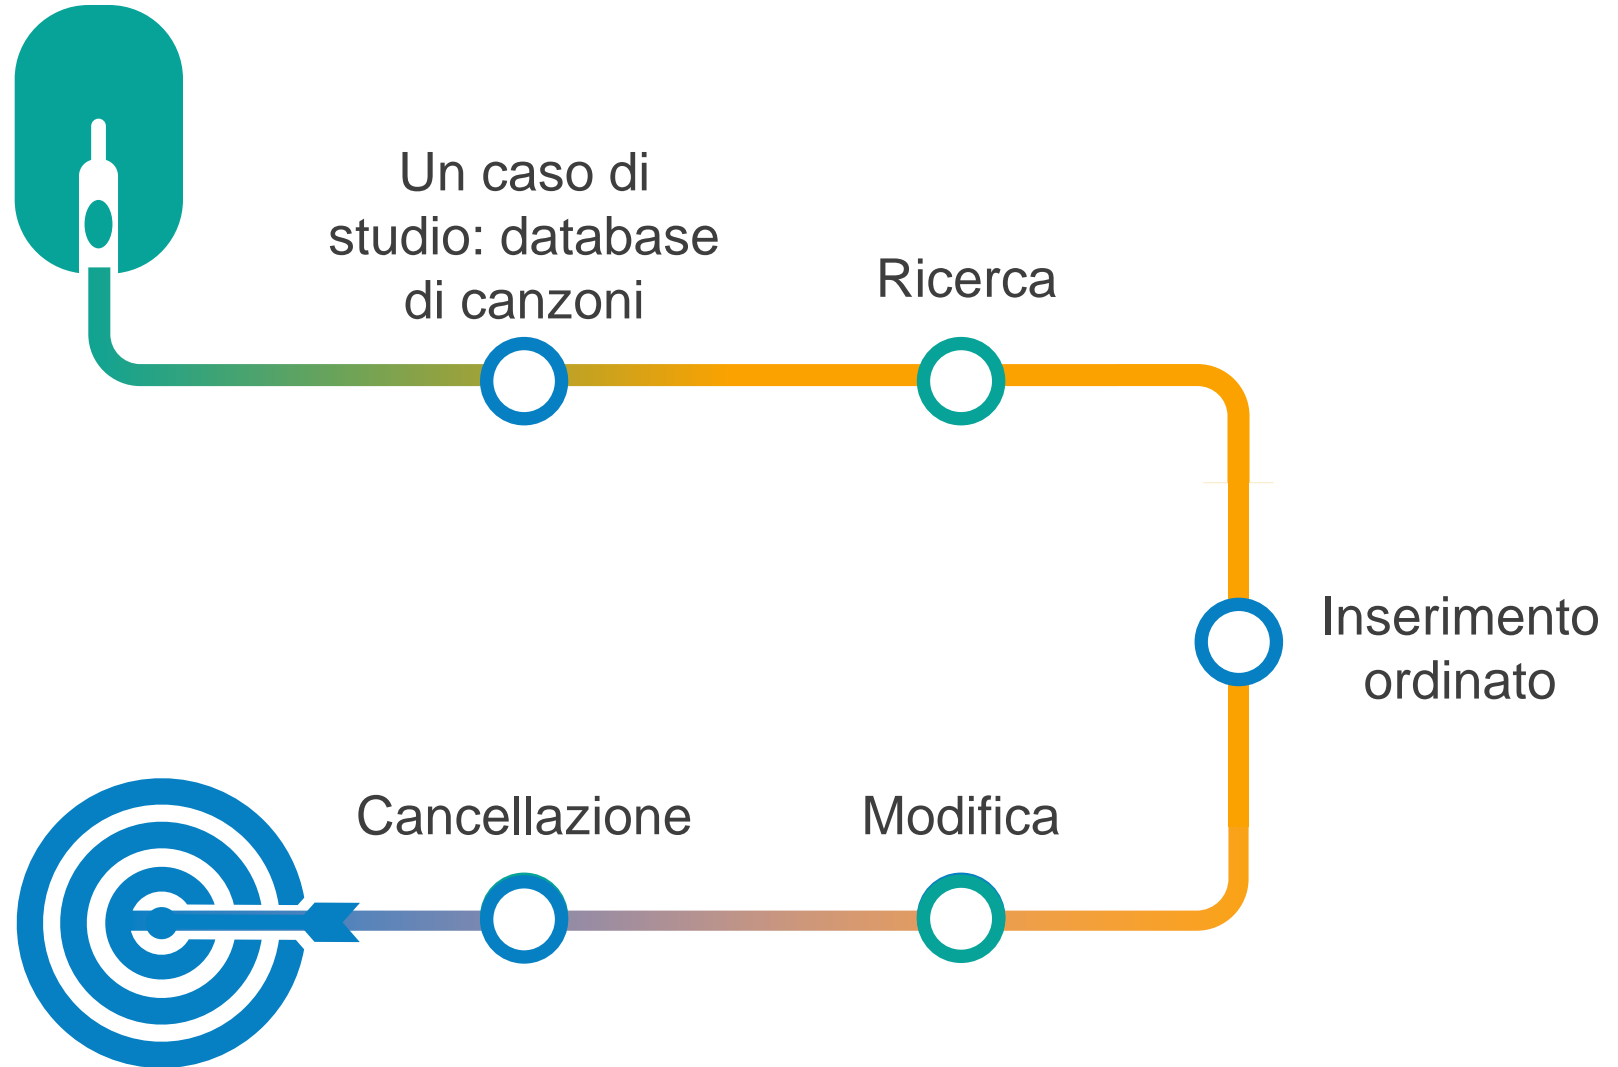 Un caso di
studio: database
di canzoni
Ricerca
Inserimento
ordinato
Modifica
Cancellazione